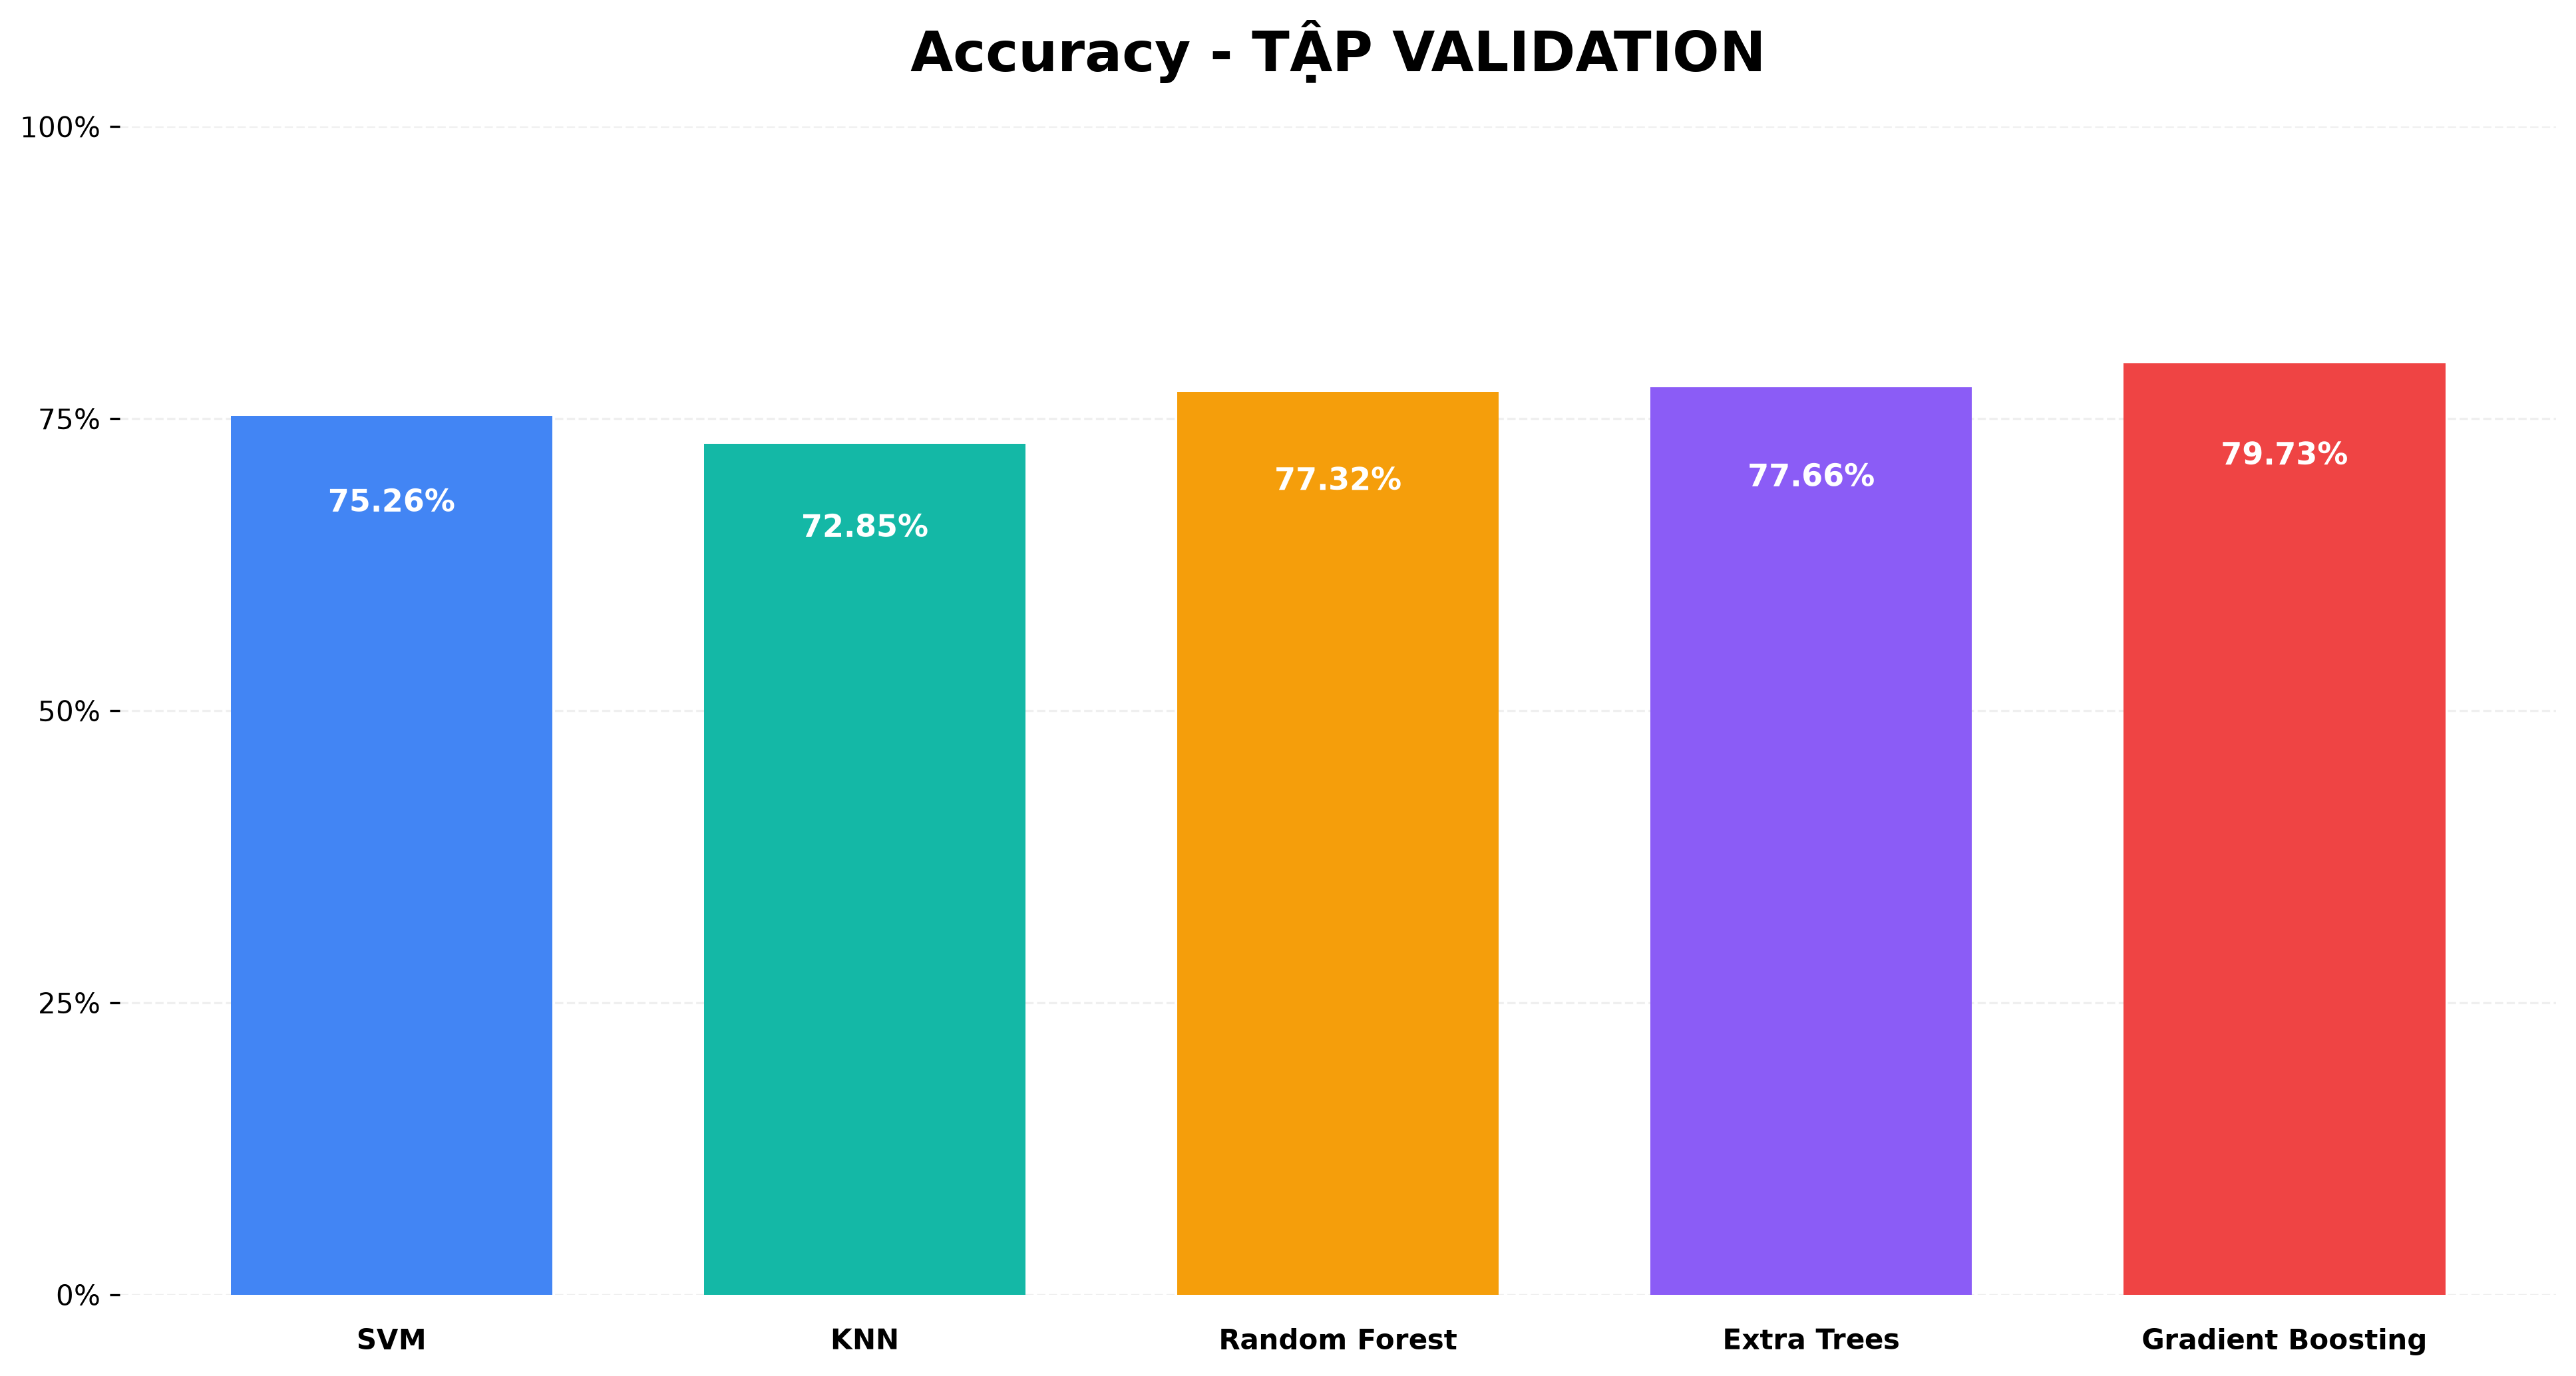 Accuracy - TẬP VALIDATION
100%
75%
50%
25%
0%
75.26%
72.85%
77.32%
77.66%
79.73%
SVM
KNN
Random Forest
Extra Trees
Gradient Boosting